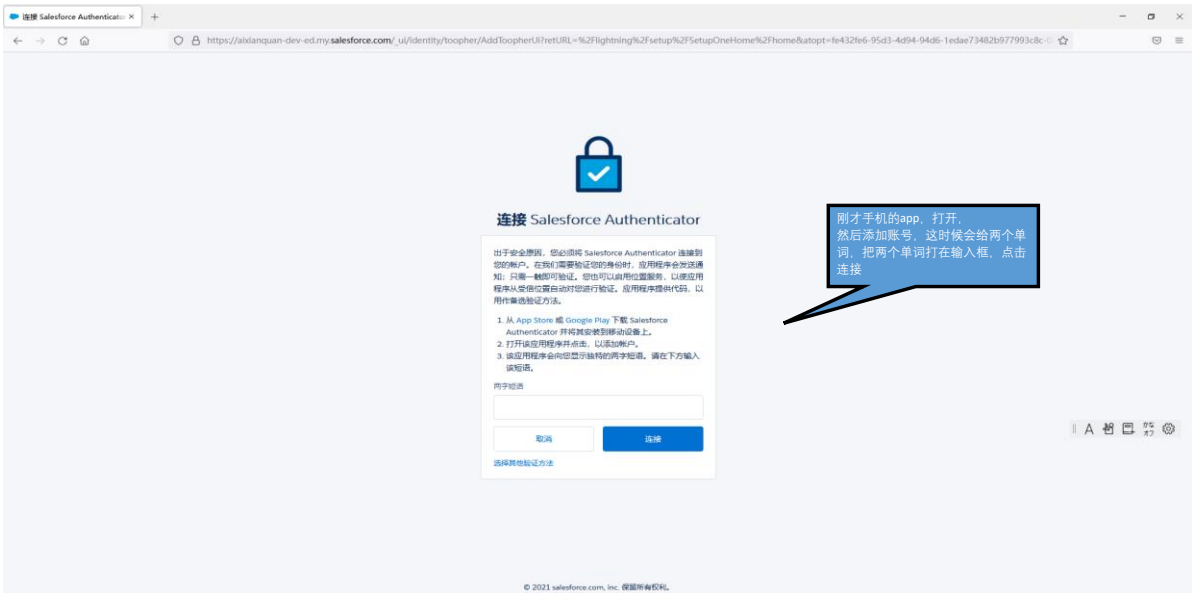 连接 Salesforce Authenticator
https://aixianquan-dev-ed.my.salesforce.com/_ui/identity/toopher/AddToopherUi?retURL=%2Flightning%2Fsetup%2FSetupOneHome%2Fhome&atopt=fe432fe6-95d3-4d94-94d6-1edae73482b977993c8c-
连接 Salesforce Authenticator
出于安全原因，您必须将 Salesforce Authenticator 连接到
您的帐户。在我们需要验证您的身份时，应用程序会发送通
知；只需一触即可验证。您也可以启用位置服务，以便应用
程序从受信位置自动对您进行验证。应用程序提供代码，以
用作备选验证方法。
1. 从 App Store 或 Google Play 下载 Salesforce
Authenticator 并将其安装到移动设备上。
2. 打开该应用程序并点击，以添加帐户。
3. 该应用程序会向您显示独特的两字短语。请在下方输入
该短语。
两字短语
取消
连接
选择其他验证方法
刚才手机的app，打开，
然后添加账号，这时候会给两个单
词，把两个单词打在输入框，点击
连接
A
© 2021 salesforce.com, inc. 保留所有权利。